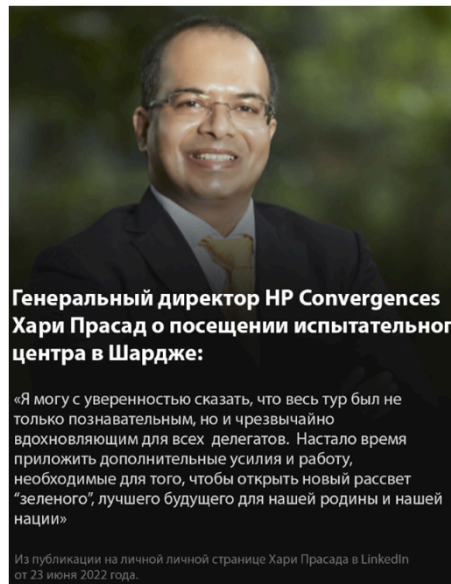 Генеральный директор HP Convergences
Хари Прасад о посещении испытательног
центра в Шардже:
«Я могу с уверенностью сказать, что весь тур был не
только познавательным, но и чрезвычайно
вдохновляющим для всех делегатов. Настало время
приложить дополнительные усилия и работу,
необходимые для того, чтобы открыть новый рассвет
“зеленого”, лучшего будущего для нашей родины и нашей
нации»
Из публикации на личной личной странице Хари Прасада в LinkedIn
от 23 июня 2022 года.